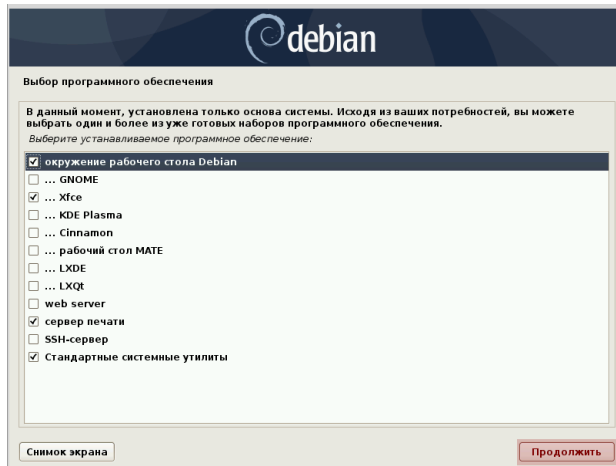 debian
Выбор программного обеспечения
В данный момент, установлена только основа системы. Исходя из ваших потребностей, вы можете
выбрать один и более из уже готовых наборов программного обеспечения.
Выберите устанавливаемое программное обеспечение:
окружение рабочего стола Debian
... GNOME
... Xfce
... KDE Plasma
... Cinnamon
... рабочий стол MATE
... LXDE
... LXQt
web server
сервер печати
SSH-сервер
Стандартные системные утилиты
Снимок экрана
Продолжить